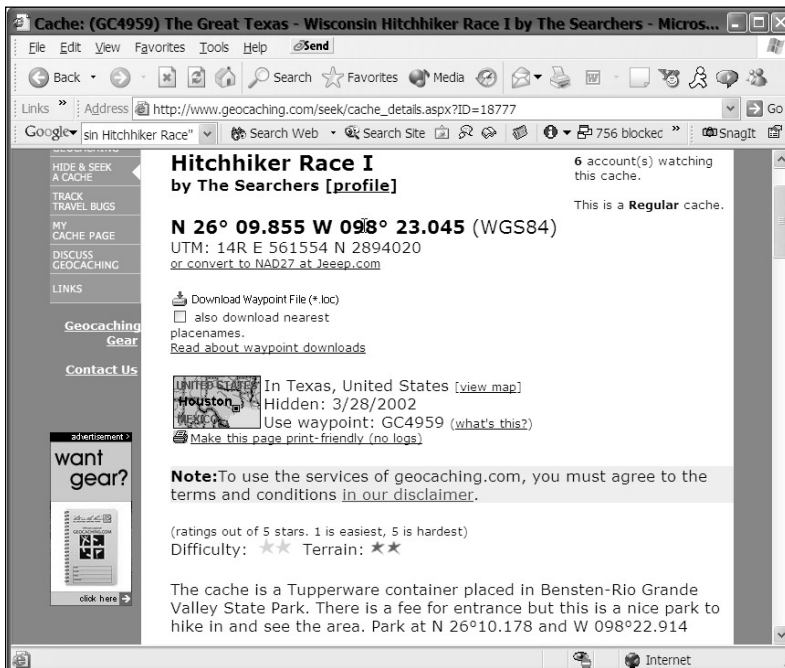 Cache: (GC4959) The Great Texas - Wisconsin Hitchhiker Race I by The Searchers - Micros...
File Edit View Favorites Tools Help Send
Back Search Favorites Media
Links » Address http://www.geocaching.com/seek/cache_details.aspx?ID=18777 Go
Google sin Hitchhiker Race" Search Web Search Site 756 blocked » SnagIt
GEOCACHING
HIDE & SEEK
A CACHE
TRACK
TRAVEL BUGS
MY
CACHE PAGE
DISCUSS
GEOCACHING
LINKS
Geocaching
Gear
Contact Us
advertisement >
want
gear?
GEOCACHING.COM
click here
Hitchhiker Race I
by The Searchers [profile]
6 account(s) watching
this cache.
This is a Regular cache.
N 26° 09.855 W 098° 23.045 (WGS84)
UTM: 14R E 561554 N 2894020
or convert to NAD27 at Jeeep.com
Download Waypoint File (*.loc)
also download nearest
placenames.
Read about waypoint downloads
UNITED STATES
Houston
MEXICO
In Texas, United States [view map]
Hidden: 3/28/2002
Use waypoint: GC4959 (what's this?)
Make this page print-friendly (no logs)
Note:To use the services of geocaching.com, you must agree to the
terms and conditions in our disclaimer.
(ratings out of 5 stars. 1 is easiest, 5 is hardest)
Difficulty: Terrain:
The cache is a Tupperware container placed in Bensten-Rio Grande
Valley State Park. There is a fee for entrance but this is a nice park to
hike in and see the area. Park at N 26º10.178 and W 098º22.914
Internet